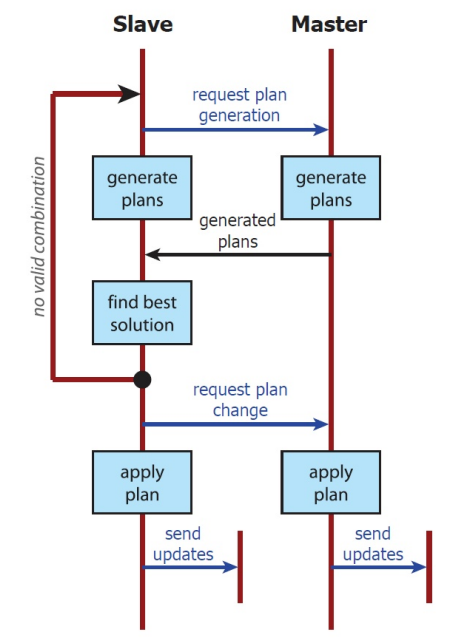 Slave
Master
request plan
generation
generate
plans
generate
plans
generated
plans
no valid combination
find best
solution
request plan
change
apply
plan
apply
plan
send
updates
send
updates